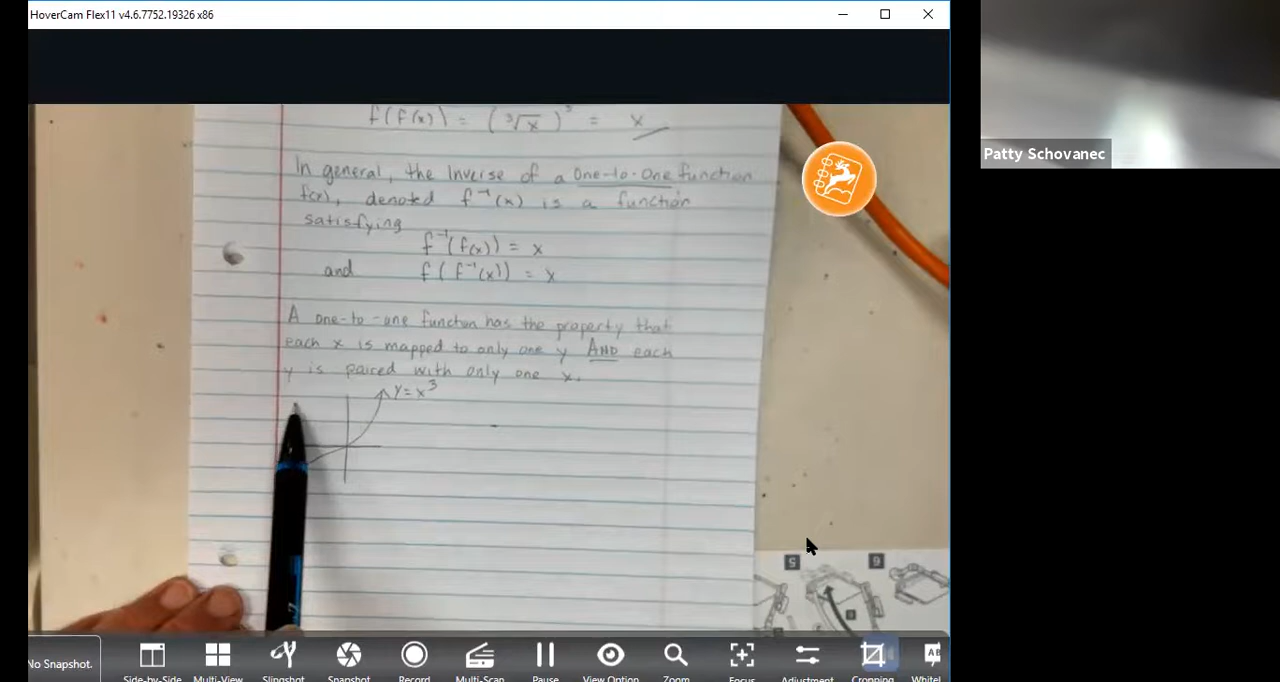 HoverCam Flex11 v4.6.7752.19326 x86
f(f(x)) = (∛x)³ = x
In general, the Inverse of a One-to-One function
f(x), denoted f⁻¹(x) is a function
satisfying
f⁻¹(f(x)) = x
and f(f⁻¹(x)) = x
A one-to-one function has the property that
each x is mapped to only one y AND each
y is paired with only one x.
y=x³
Patty Schovanec
5 6
No Snapshot.
Side-by-Side Multi-View Slingshot Snapshot Record Multi-Scan Pause View Option Zoom Focus Adjustment Cropping